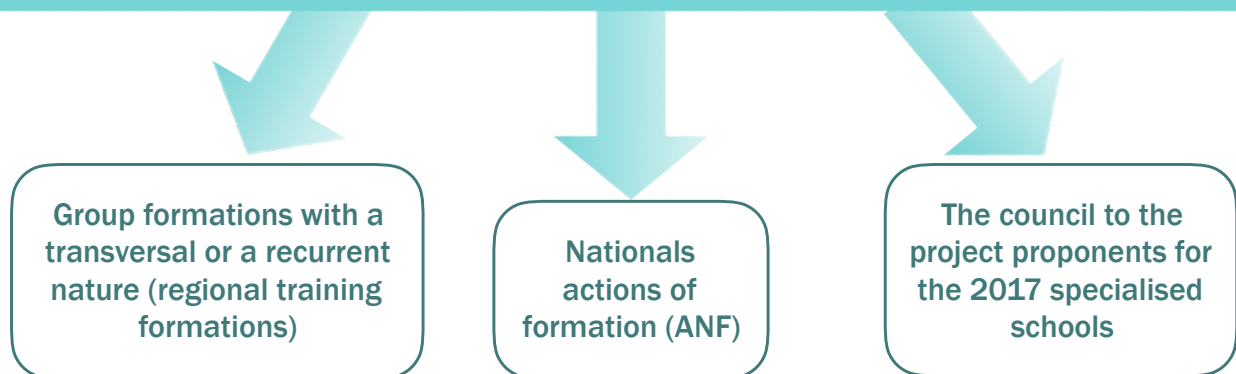 Group formations with a
transversal or a recurrent
nature (regional training
formations)
Nationals
actions of
formation (ANF)
The council to the
project proponents for
the 2017 specialised
schools